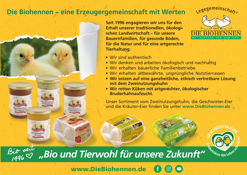 Die Biohennen – eine Erzeugergemeinschaft mit Werten
Legegemeinschaft
DIE BIOHENNEN
Seit 1996 engagieren wir uns für den
Erhalt unserer traditionellen, ökologi-
schen Landwirtschaft – für unsere
Bauernfamilien, für gesunde Böden,
für die Natur und für eine artgerechte
Tierhaltung.
• Wir sind authentisch
• Wir denken und arbeiten ökologisch und nachhaltig
• Wir erhalten bäuerliche Familienbetriebe
• Wir erhalten altbewährte, ursprüngliche Nutztierrassen
• Wir setzen auf eine ganzheitliche, ethisch vertretbare Lösung
mit dem Zweinutzungshuhn
• Wir retten Küken mit artgerechter, ökologischer
Bruderhahnaufzucht.
Unser Sortiment vom Zweinutzungshuhn, die Geschwister-Eier
und die Kräuter-Eier finden Sie unter www.DieBiohennen.de
Bio seit
1996
„Bio und Tierwohl für unsere Zukunft“
www.DieBiohennen.de